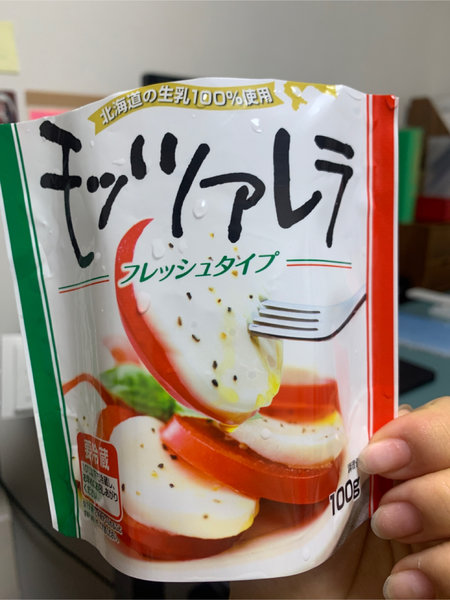 北海道の生乳100%使用
モッツァレラ
フレッシュタイプ
要冷蔵
100g